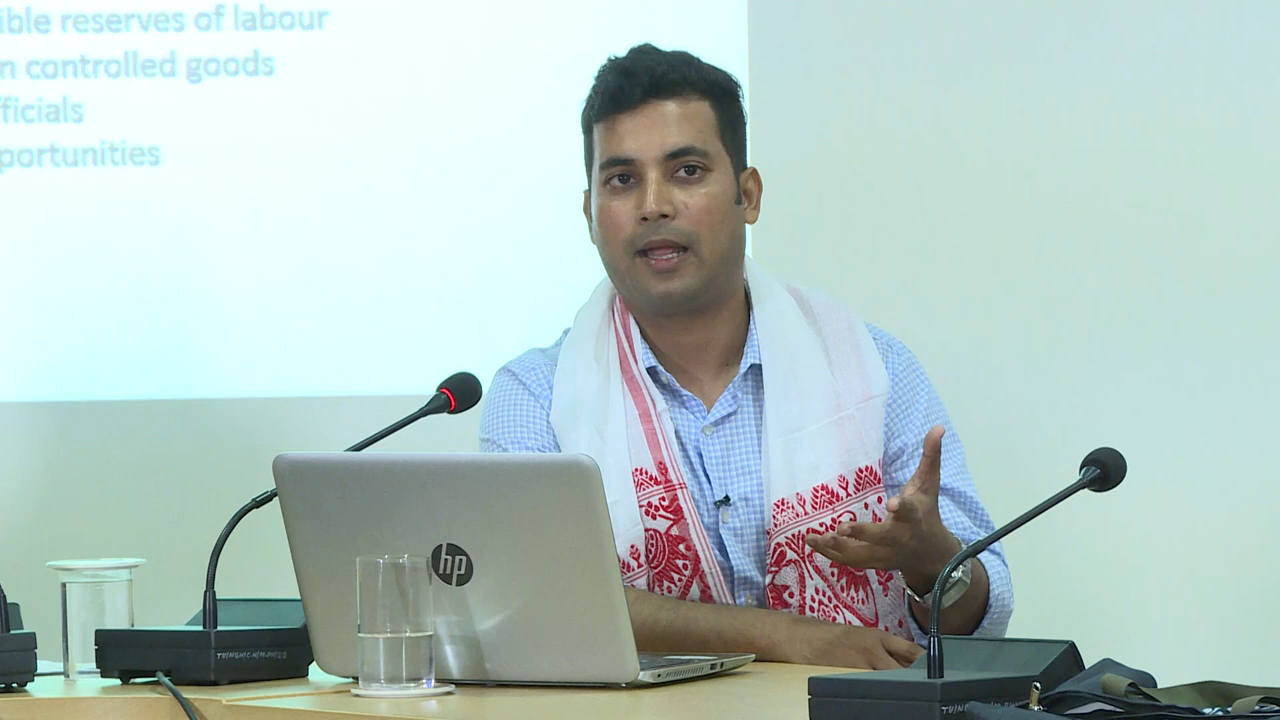 ible reserves of labour
n controlled goods
fficials
portunities
hp